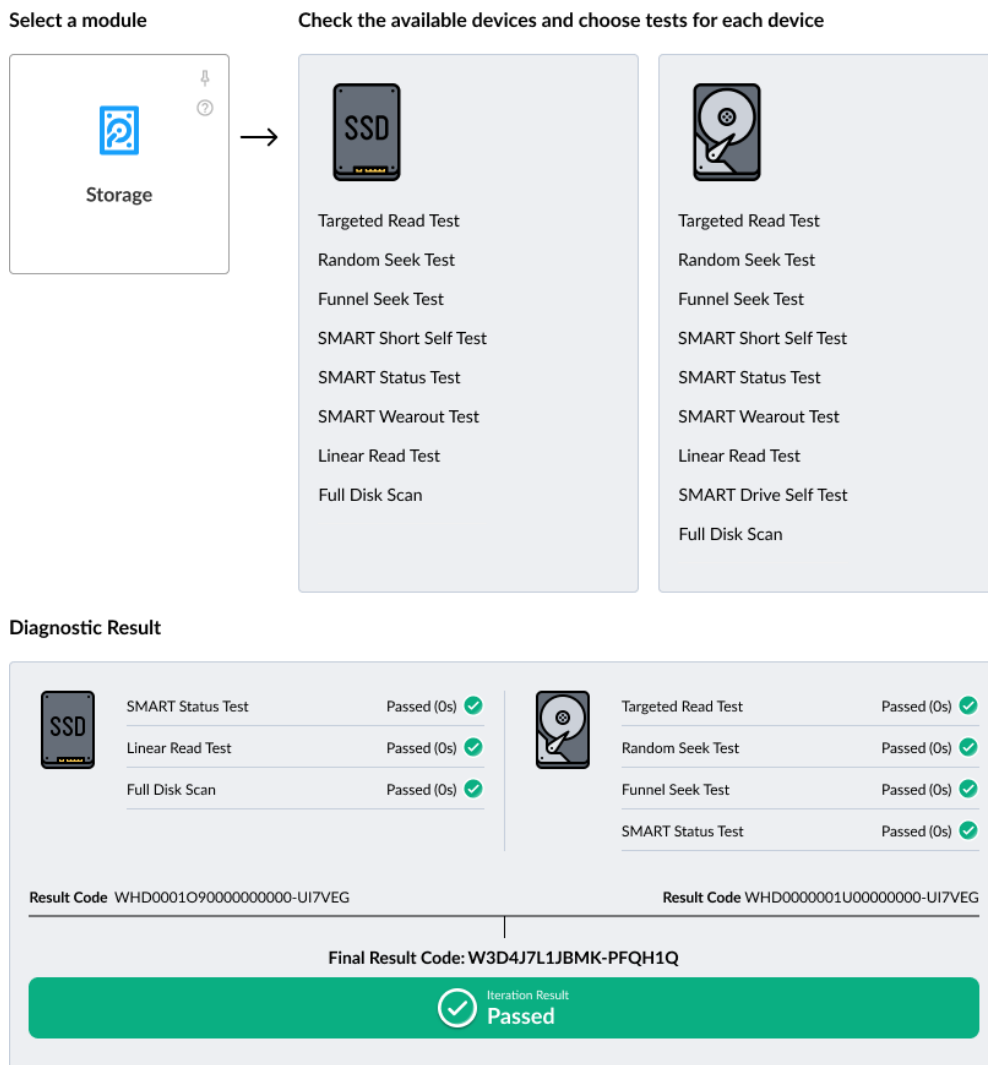 Select a module
Check the available devices and choose tests for each device
Storage
SSD
Targeted Read Test
Random Seek Test
Funnel Seek Test
SMART Short Self Test
SMART Status Test
SMART Wearout Test
Linear Read Test
Full Disk Scan
Targeted Read Test
Random Seek Test
Funnel Seek Test
SMART Short Self Test
SMART Status Test
SMART Wearout Test
Linear Read Test
SMART Drive Self Test
Full Disk Scan
Diagnostic Result
SSD
SMART Status Test Passed (0s)
Linear Read Test Passed (0s)
Full Disk Scan Passed (0s)
Targeted Read Test Passed (0s)
Random Seek Test Passed (0s)
Funnel Seek Test Passed (0s)
SMART Status Test Passed (0s)
Result Code WHD0001O90000000000-UI7VEG
Result Code WHD0000001U00000000-UI7VEG
Final Result Code: W3D4J7L1JBMK-PFQH1Q
Iteration Result
Passed